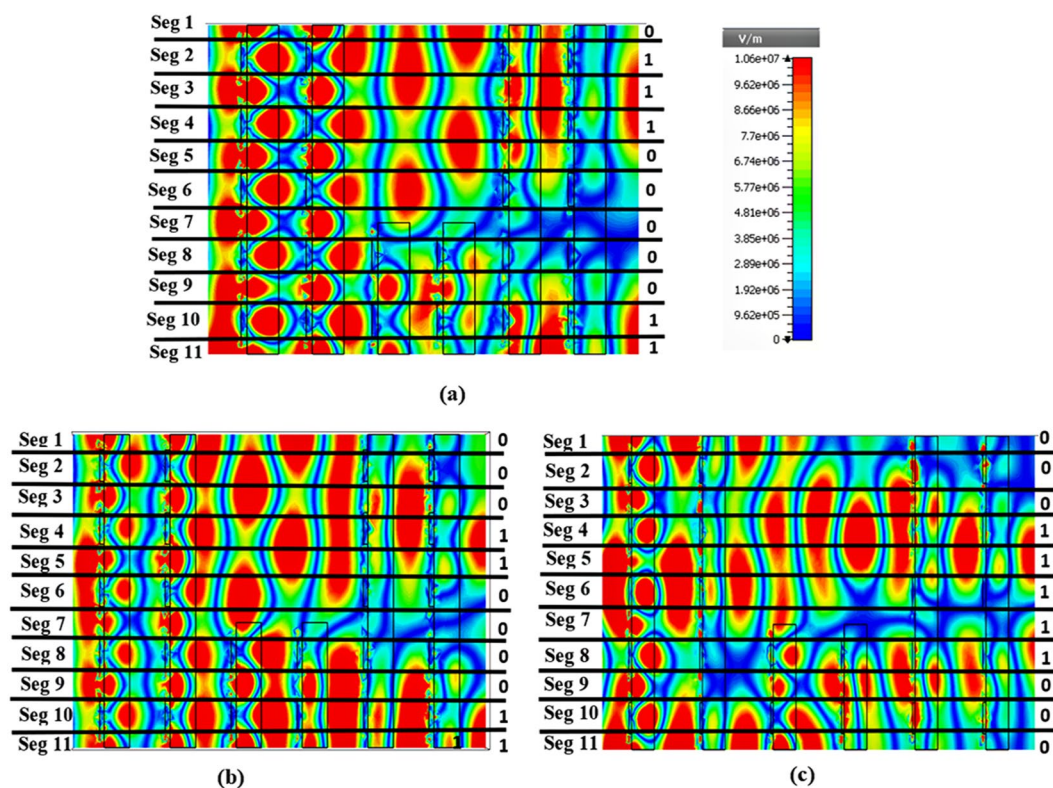 Seg 1 0
Seg 2 1
Seg 3 1
Seg 4 1
Seg 5 0
Seg 6 0
Seg 7 0
Seg 8 0
Seg 9 0
Seg 10 1
Seg 11 1
V/m
1.06e+07
9.62e+06
8.66e+06
7.7e+06
6.74e+06
5.77e+06
4.81e+06
3.85e+06
2.89e+06
1.92e+06
9.62e+05
0
(a)
Seg 1 0
Seg 2 0
Seg 3 0
Seg 4 1
Seg 5 1
Seg 6 0
Seg 7 0
Seg 8 0
Seg 9 0
Seg 10 1
Seg 11 1 1
(b)
Seg 1 0
Seg 2 0
Seg 3 0
Seg 4 1
Seg 5 1
Seg 6 1
Seg 7 1
Seg 8 1
Seg 9 0
Seg 10 0
Seg 11 0
(c)